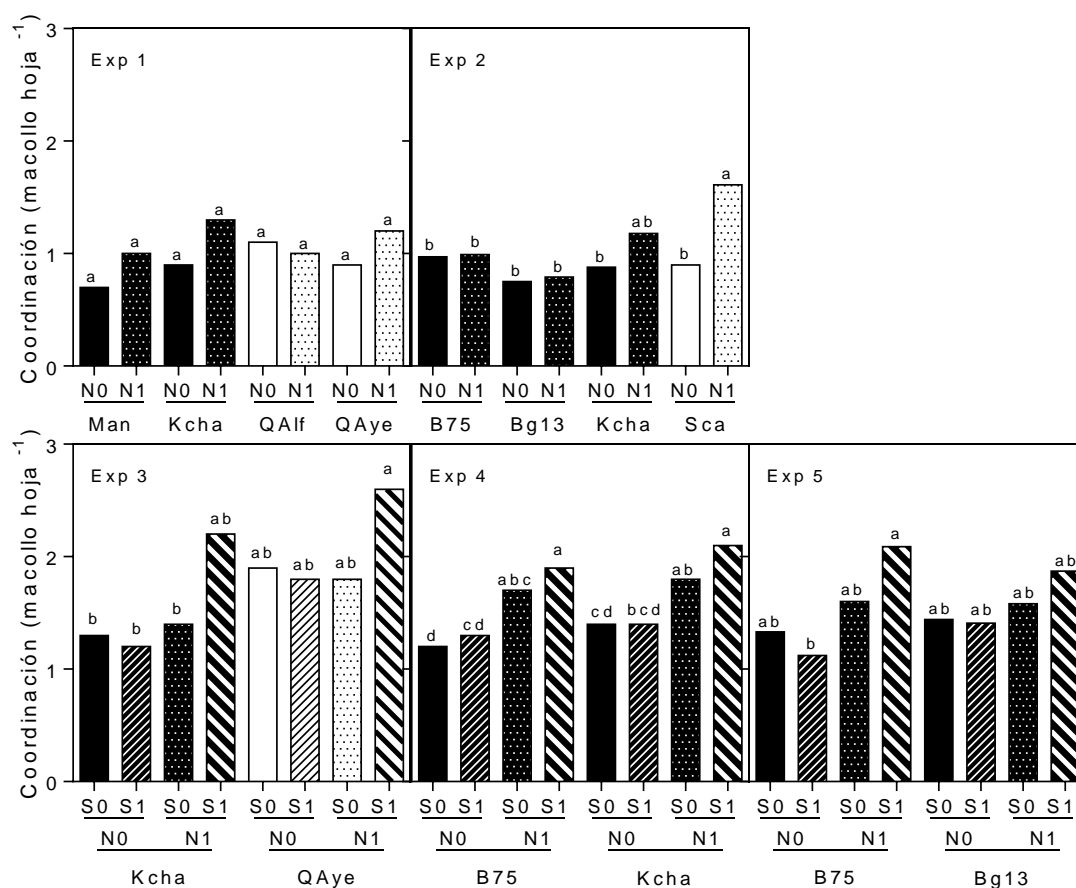 Coordinación (macollo hoja ⁻¹)
3
2
1
0
Exp 1
a a a a a a a a
N0 N1 N0 N1 N0 N1 N0 N1
Man Kcha QAlf QAye
Exp 2
b b b b b ab b a
N0 N1 N0 N1 N0 N1 N0 N1
B75 Bg13 Kcha Sca
Coordinación (macollo hoja ⁻¹)
3
2
1
0
Exp 3
b b b ab ab ab ab a
S0 S1 S0 S1 S0 S1 S0 S1
N0 N1 N0 N1
Kcha QAye
Exp 4
d cd abc a cd bcd ab a
S0 S1 S0 S1 S0 S1 S0 S1
N0 N1 N0 N1
B75 Kcha
Exp 5
ab b ab a ab ab ab ab
S0 S1 S0 S1 S0 S1 S0 S1
N0 N1 N0 N1
B75 Bg13